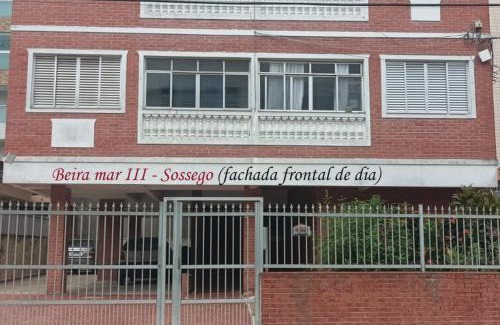 Beira mar III - Sossego (fachada frontal de dia)